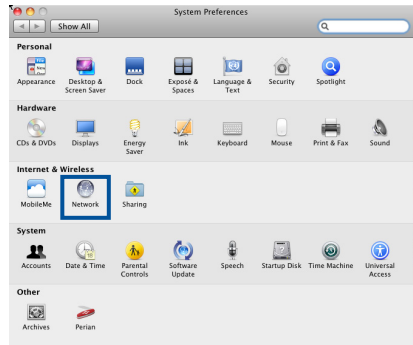 System Preferences
Show All
Personal
Appearance
Desktop &
Screen Saver
Dock
Exposé &
Spaces
Language &
Text
Security
Spotlight
Hardware
CDs & DVDs
Displays
Energy
Saver
Ink
Keyboard
Mouse
Print & Fax
Sound
Internet & Wireless
MobileMe
Network
Sharing
System
Accounts
Date & Time
Parental
Controls
Software
Update
Speech
Startup Disk
Time Machine
Universal
Access
Other
Archives
Perian